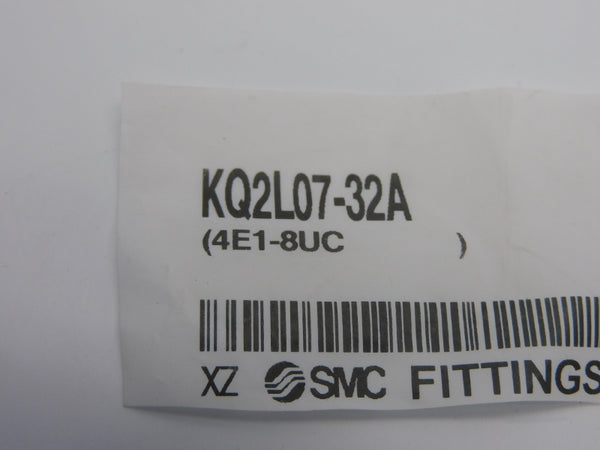 KQ2L07-32A
(4E1-8UC )
XZ SMC FITTINGS